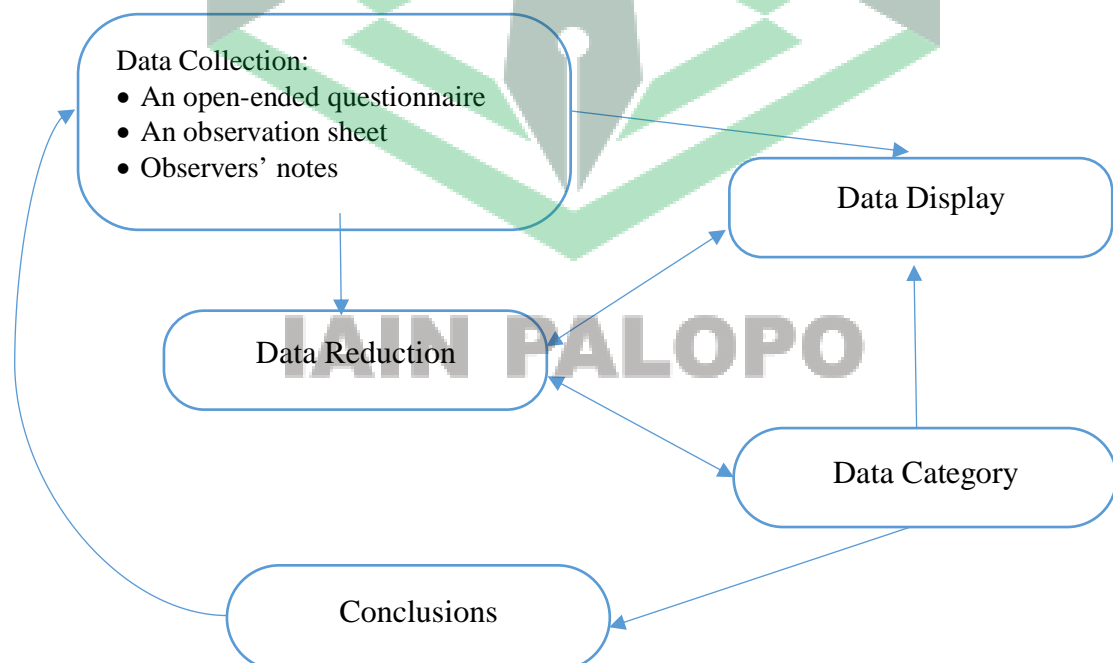 Data Collection:
• An open-ended questionnaire
• An observation sheet
• Observers’ notes
Data Display
Data Reduction
IAIN PALOPO
Data Category
Conclusions